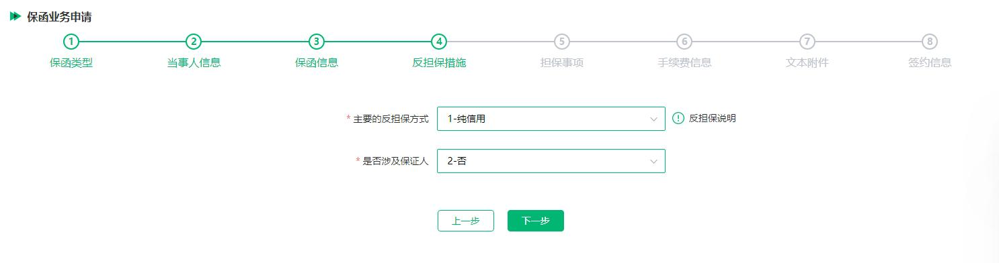 保函业务申请
1 2 3 4 5 6 7 8
保函类型 当事人信息 保函信息 反担保措施 担保事项 手续费信息 文本附件 签约信息
* 主要的反担保方式 1-纯信用 反担保说明
* 是否涉及保证人 2-否
上一步 下一步